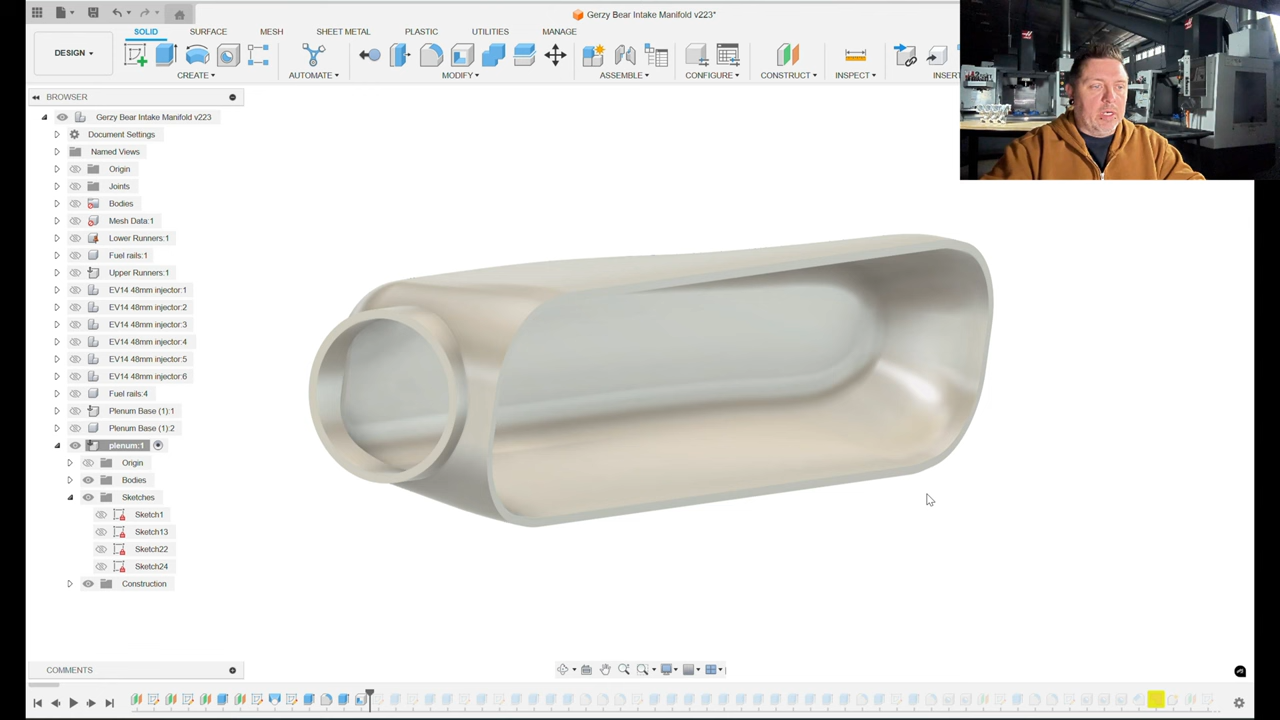 Gerzy Bear Intake Manifold v223*
SOLID SURFACE MESH SHEET METAL PLASTIC UTILITIES MANAGE
DESIGN
CREATE AUTOMATE MODIFY ASSEMBLE CONFIGURE CONSTRUCT INSPECT INSERT
BROWSER
Gerzy Bear Intake Manifold v223
Document Settings
Named Views
Origin
Joints
Bodies
Mesh Data:1
Lower Runners:1
Fuel rails:1
Upper Runners:1
EV14 48mm injector:1
EV14 48mm injector:2
EV14 48mm injector:3
EV14 48mm injector:4
EV14 48mm injector:5
EV14 48mm injector:6
Fuel rails:4
Plenum Base (1):1
Plenum Base (1):2
plenum:1
Origin
Bodies
Sketches
Sketch1
Sketch13
Sketch22
Sketch24
Construction
COMMENTS